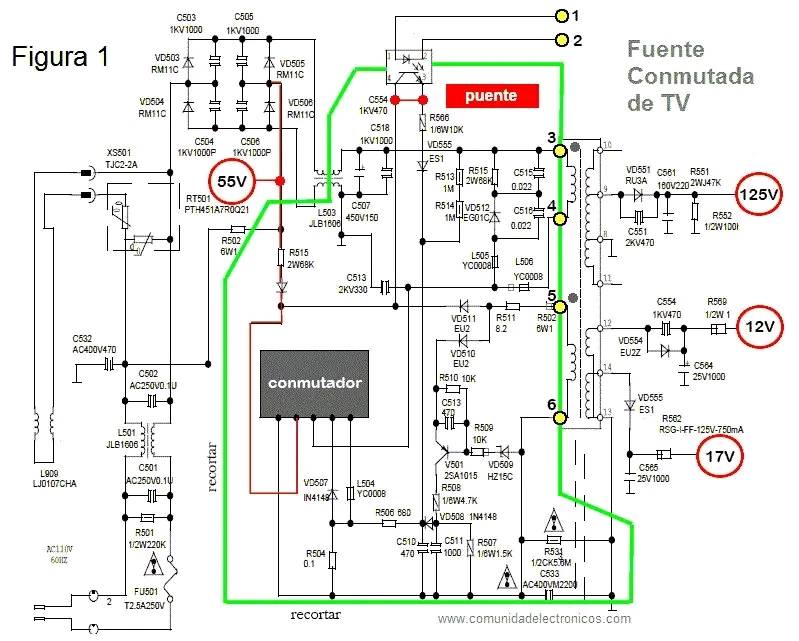 Figura 1
Fuente
Conmutada
de TV
1
2
C503
1KV1000
C505
1KV1000
VD503
RM11C
VD505
RM11C
VD504
RM11C
VD506
RM11C
C504
1KV1000P
C506
1KV1000P
1
2
4
3
puente
C554
1KV470
C518
1KV1000
R566
1/6W10K
VD555
ES1
XS501
TJC2-2A
55V
RT501
PTH451A7R0Q21
L503
JLB1606
C507
450V150
R513
1M
R514
1M
R515
2W68K
C515
0.022
VD512
EG01C
C516
0.022
3
4
10
9
8
11
VD551
RU3A
C561
160V220
R551
2WJ47K
125V
C551
2KV470
R552
R502
6W1
R515
2W68K
C513
2KV330
L505
YC0008
L506
YC0008
5
VD511
EU2
R511
8.2
R502
6W1
VD510
EU2
12
C554
1KV470
R569
1/2W 1
12V
VD554
EU2Z
C564
25V1000
C532
AC400V470
C502
AC250V0.1U
conmutador
R510
10K
C513
470
14
6
13
VD555
ES1
R562
RSG-I-FF-125V-750mA
17V
L501
JLB1606
L909
LJ0107CHA
recortar
R509
10K
V501
2SA1015
VD509
HZ15C
C565
25V1000
C501
AC250V0.1U
VD507
IN4148
L504
YC0008
R508
1/6W4.7K
R506 680
VD508 1N4148
R501
1/2W220K
AC110V
60HZ
R504
0.1
C510
470
C511
1000
R507
1/6W1.5K
R531
1/2CK5.6M
C533
AC400VM2200
FU501
T2.5A250V
2
recortar
www.comunidadelectronicos.com